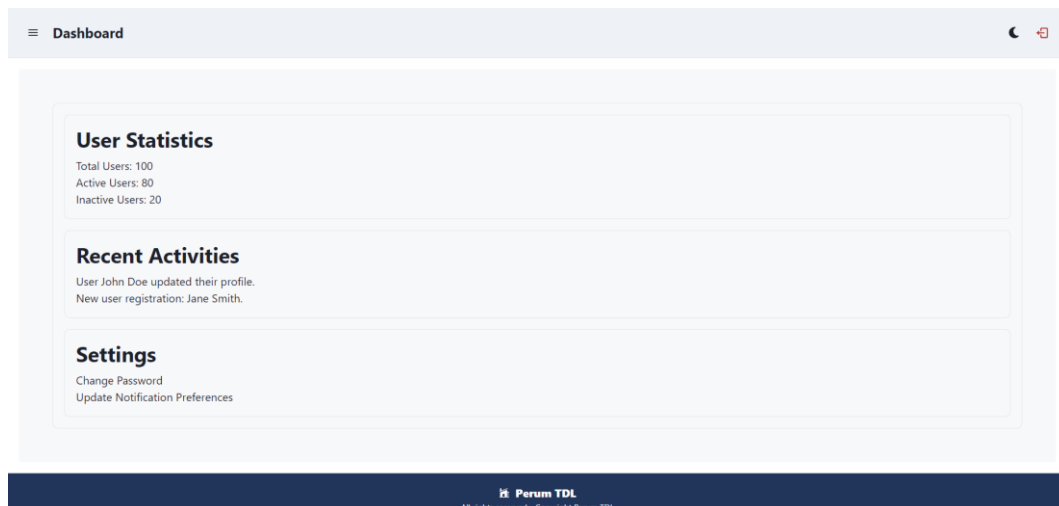 Dashboard
User Statistics
Total Users: 100
Active Users: 80
Inactive Users: 20
Recent Activities
User John Doe updated their profile.
New user registration: Jane Smith.
Settings
Change Password
Update Notification Preferences
Perum TDL